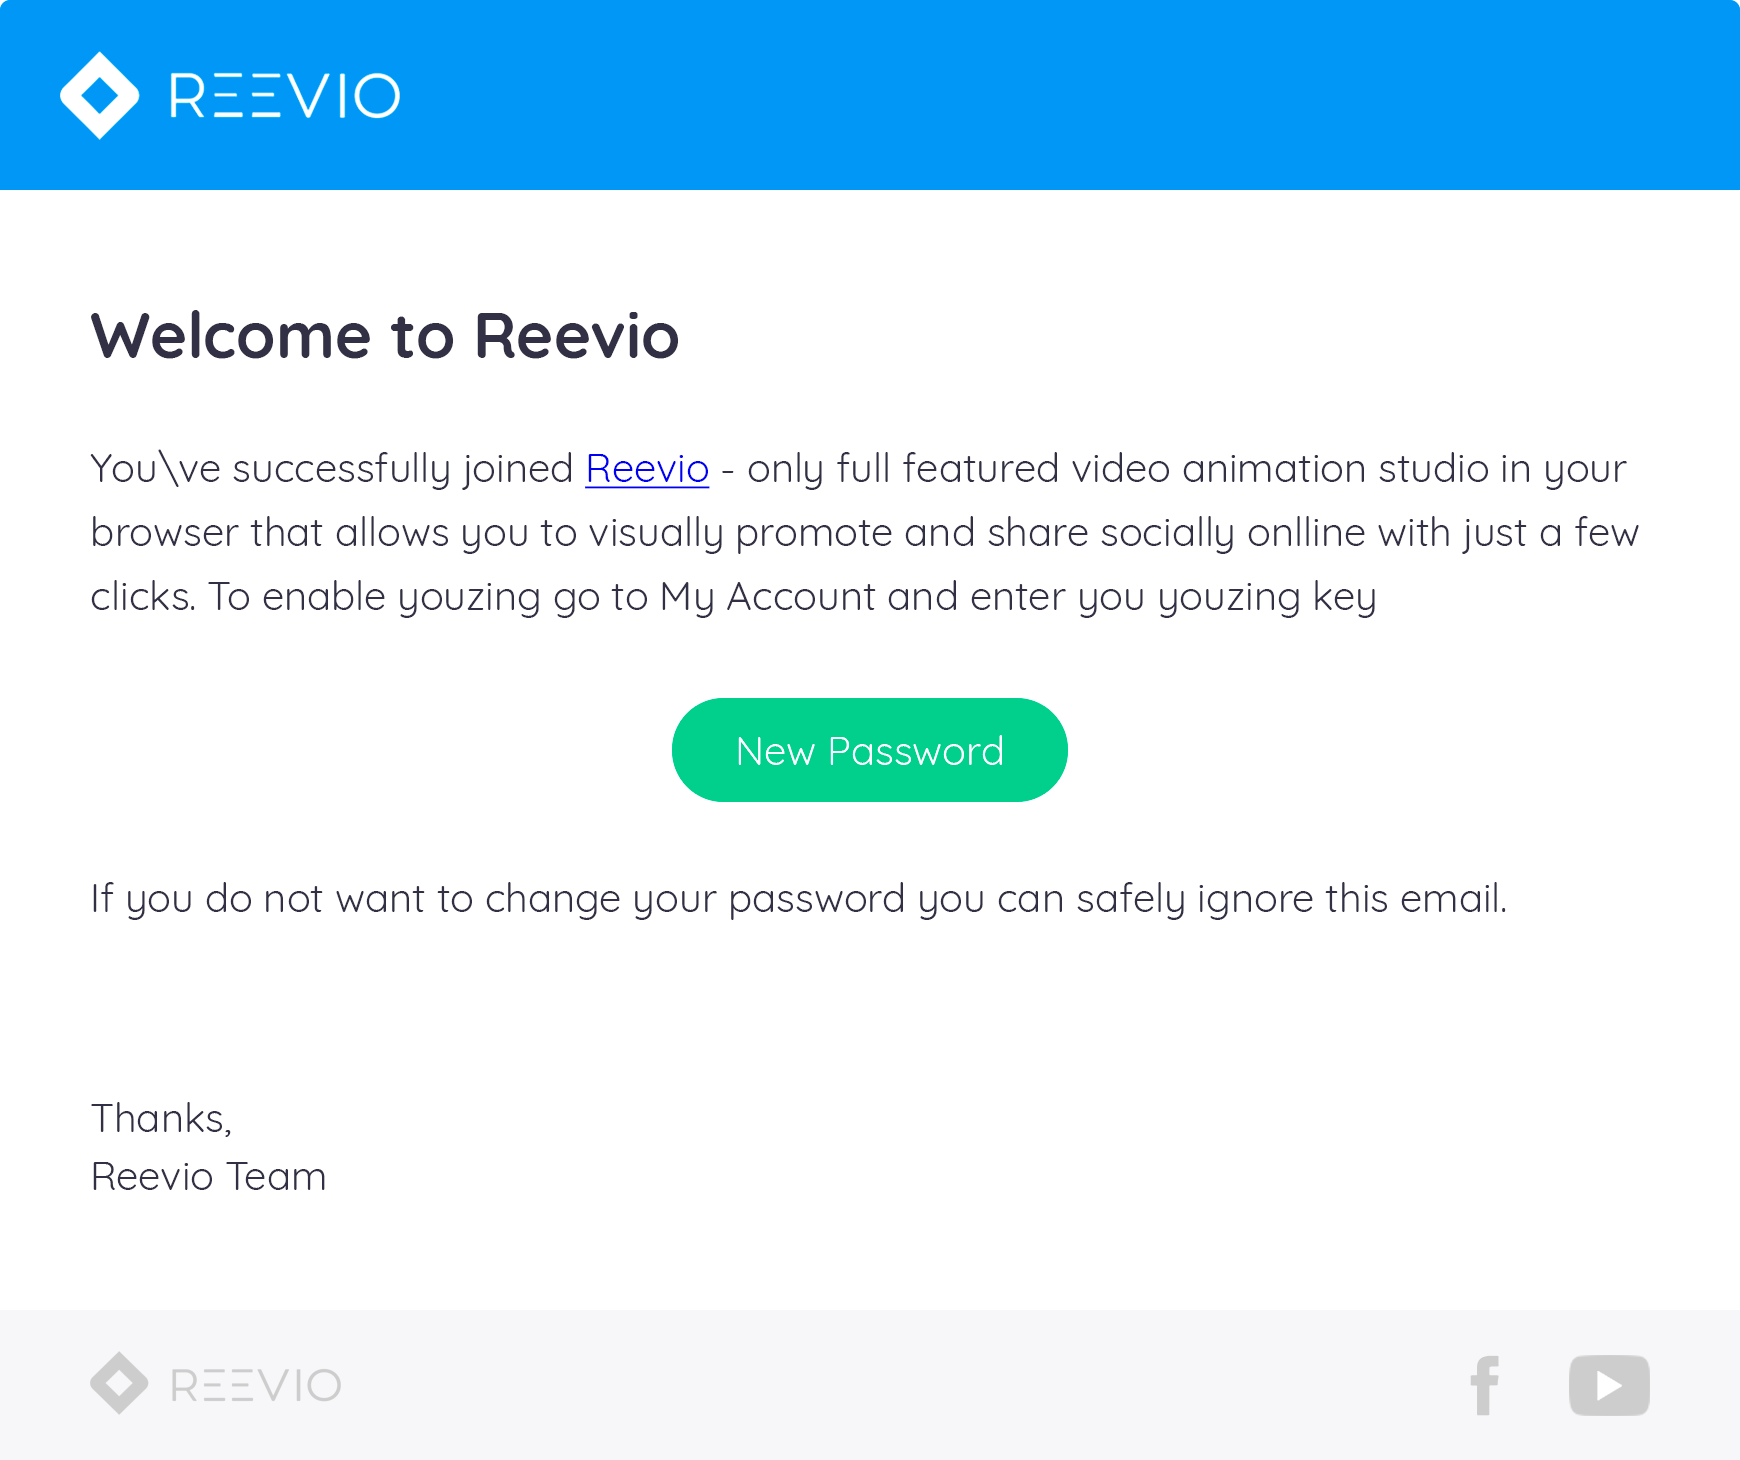 REEVIO
Welcome to Reevio
You\ve successfully joined Reevio - only full featured video animation studio in your
browser that allows you to visually promote and share socially onlline with just a few
clicks. To enable youzing go to My Account and enter you youzing key
New Password
If you do not want to change your password you can safely ignore this email.
Thanks,
Reevio Team
REEVIO